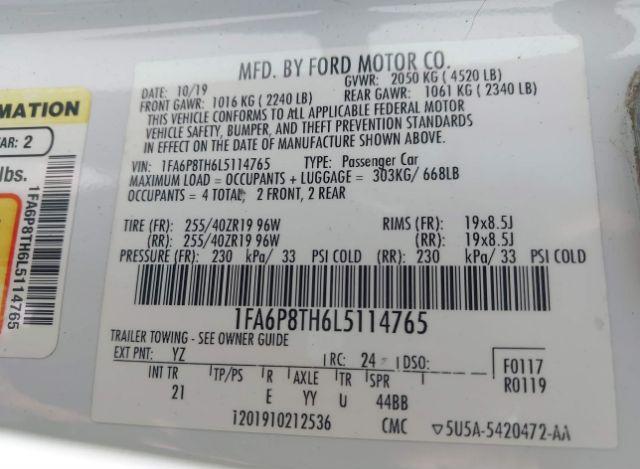 MFD. BY FORD MOTOR CO.
DATE: 10/19 GVWR: 2050 KG (4520 LB)
FRONT GAWR: 1016 KG (2240 LB) REAR GAWR: 1061 KG (2340 LB)
THIS VEHICLE CONFORMS TO ALL APPLICABLE FEDERAL MOTOR
VEHICLE SAFETY, BUMPER, AND THEFT PREVENTION STANDARDS
IN EFFECT ON THE DATE OF MANUFACTURE SHOWN ABOVE.
VIN: 1FA6P8TH6L5114765 TYPE: Passenger Car
MAXIMUM LOAD = OCCUPANTS + LUGGAGE = 303KG/ 668LB
OCCUPANTS = 4 TOTAL; 2 FRONT, 2 REAR
TIRE (FR): 255/40ZR19 96W RIMS (FR): 19x8.5J
(RR): 255/40ZR19 96W (RR): 19x8.5J
PRESSURE (FR): 230 kPa/ 33 PSI COLD (RR): 230 kPa/ 33 PSI COLD
1FA6P8TH6L5114765
TRAILER TOWING - SEE OWNER GUIDE
EXT PNT: YZ RC: 24 DSO: F0117
INT TR TP/PS R AXLE TR SPR R0119
21 E YY U 44BB
i201910212536 CMC ▽5U5A-5420472-AA
RMATION
AR: 2
lbs.
1FA6P8TH6L5114765